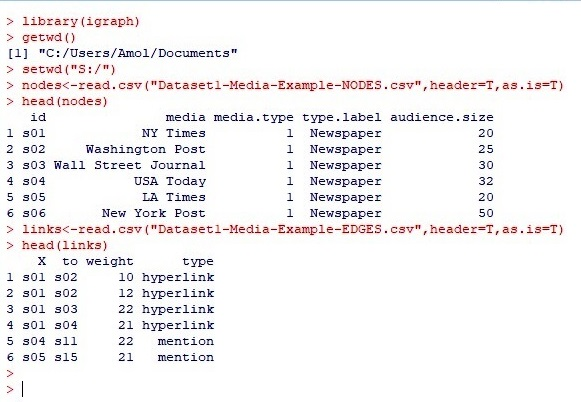 > library(igraph)
> getwd()
[1] "C:/Users/Amol/Documents"
> setwd("S:/")
> nodes<-read.csv("Dataset1-Media-Example-NODES.csv",header=T,as.is=T)
> head(nodes)
   id               media media.type type.label audience.size
1 s01            NY Times          1  Newspaper            20
2 s02     Washington Post          1  Newspaper            25
3 s03 Wall Street Journal          1  Newspaper            30
4 s04           USA Today          1  Newspaper            32
5 s05            LA Times          1  Newspaper            20
6 s06       New York Post          1  Newspaper            50
> links<-read.csv("Dataset1-Media-Example-EDGES.csv",header=T,as.is=T)
> head(links)
    X  to weight      type
1 s01 s02     10 hyperlink
2 s01 s02     12 hyperlink
3 s01 s03     22 hyperlink
4 s01 s04     21 hyperlink
5 s04 s11     22   mention
6 s05 s15     21   mention
>
>